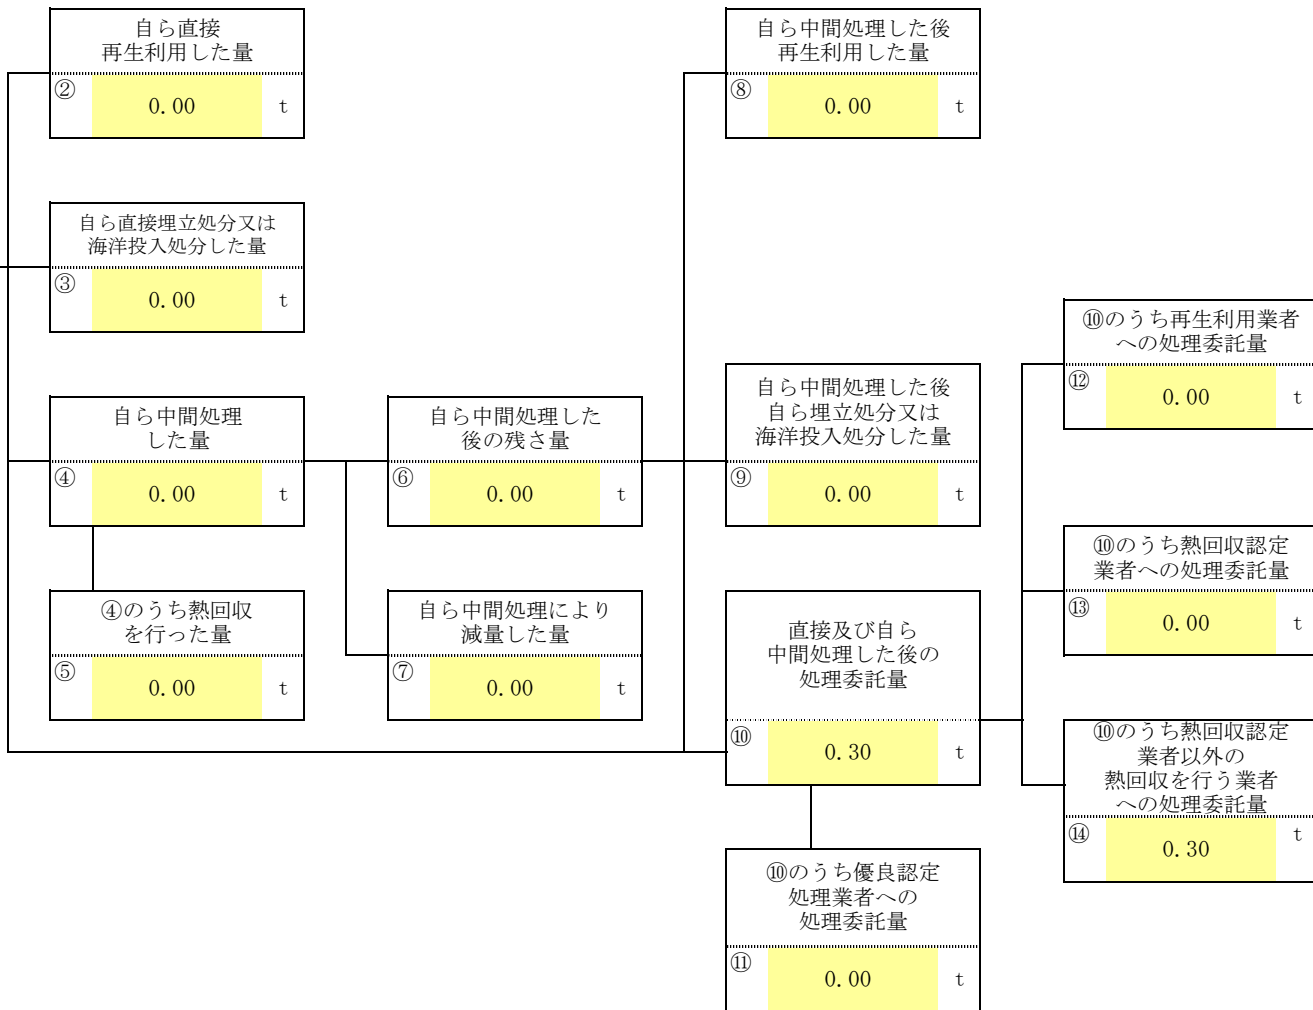 自ら直接
再生利用した量
② 0.00 t
自ら中間処理した後
再生利用した量
⑧ 0.00 t
自ら直接埋立処分又は
海洋投入処分した量
③ 0.00 t
⑩のうち再生利用業者
への処理委託量
⑫ 0.00 t
自ら中間処理
した量
④ 0.00 t
自ら中間処理した
後の残さ量
⑥ 0.00 t
自ら中間処理した後
自ら埋立処分又は
海洋投入処分した量
⑨ 0.00 t
⑩のうち熱回収認定
業者への処理委託量
⑬ 0.00 t
④のうち熱回収
を行った量
⑤ 0.00 t
自ら中間処理により
減量した量
⑦ 0.00 t
直接及び自ら
中間処理した後の
処理委託量
⑩ 0.30 t
⑩のうち熱回収認定
業者以外の
熱回収を行う業者
への処理委託量
⑭ 0.30 t
⑩のうち優良認定
処理業者への
処理委託量
⑪ 0.00 t